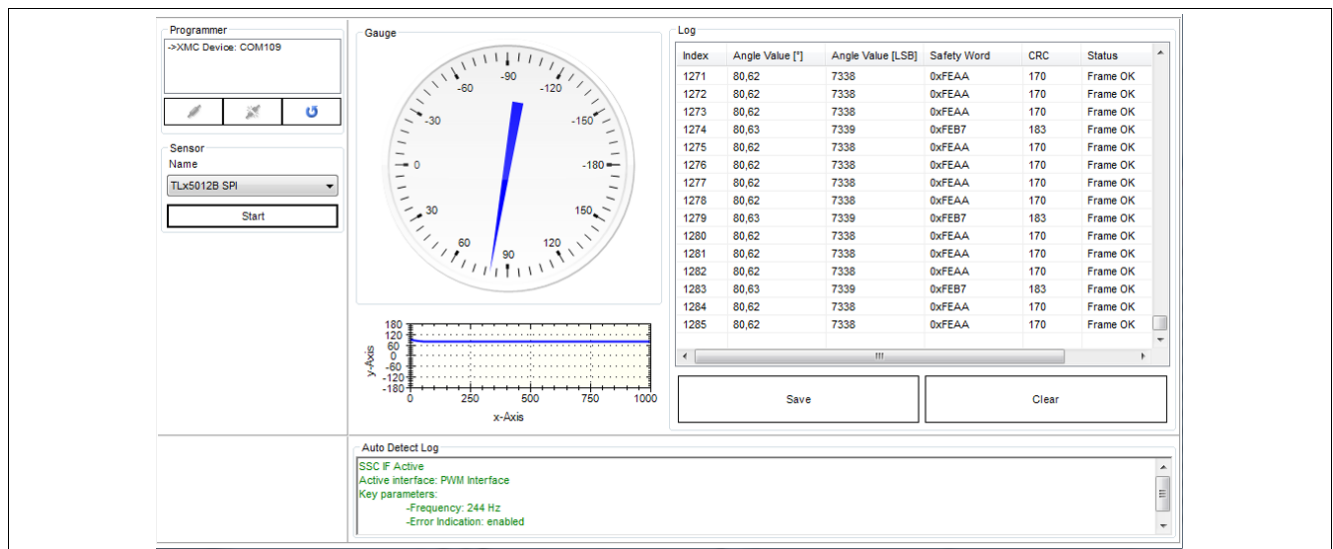 Programmer
->XMC Device: COM109
Sensor
Name
TLx5012B SPI
Start
Gauge
-90
-60
-120
-30
-150
0
-180
30
150
60
120
90
180
120
60
0
-60
-120
-180
y-Axis
0 250 500 750 1000
x-Axis
Log
Index Angle Value [°] Angle Value [LSB] Safety Word CRC Status
1271 80,62 7338 0xFEAA 170 Frame OK
1272 80,62 7338 0xFEAA 170 Frame OK
1273 80,62 7338 0xFEAA 170 Frame OK
1274 80,63 7339 0xFEB7 183 Frame OK
1275 80,62 7338 0xFEAA 170 Frame OK
1276 80,62 7338 0xFEAA 170 Frame OK
1277 80,62 7338 0xFEAA 170 Frame OK
1278 80,62 7338 0xFEAA 170 Frame OK
1279 80,63 7339 0xFEB7 183 Frame OK
1280 80,62 7338 0xFEAA 170 Frame OK
1281 80,62 7338 0xFEAA 170 Frame OK
1282 80,62 7338 0xFEAA 170 Frame OK
1283 80,63 7339 0xFEB7 183 Frame OK
1284 80,62 7338 0xFEAA 170 Frame OK
1285 80,62 7338 0xFEAA 170 Frame OK
Save
Clear
Auto Detect Log
SSC IF Active
Active interface: PWM Interface
Key parameters:
-Frequency: 244 Hz
-Error Indication: enabled